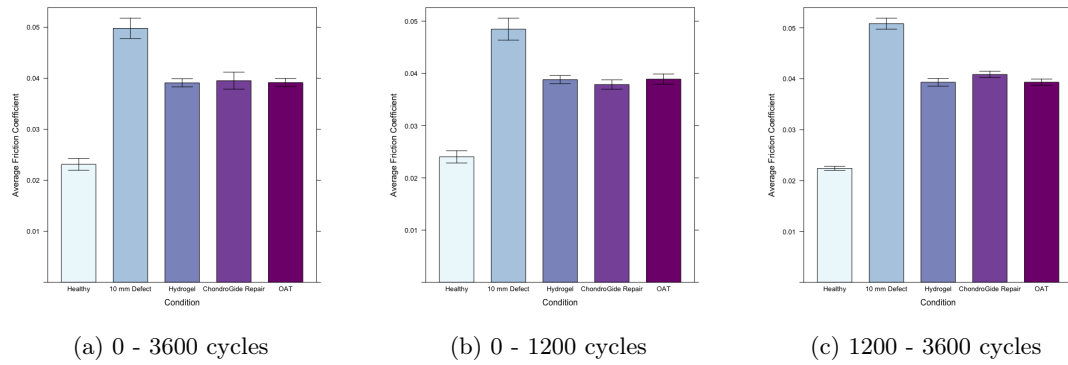 0.05
0.04
0.03
0.02
0.01
Average Friction Coefficient
Healthy 10 mm Defect Hydrogel ChondroGide Repair OAT
Condition
(a) 0 - 3600 cycles
0.05
0.04
0.03
0.02
0.01
Average Friction Coefficient
Healthy 10 mm Defect Hydrogel ChondroGide Repair OAT
Condition
(b) 0 - 1200 cycles
0.05
0.04
0.03
0.02
0.01
Average Friction Coefficient
Healthy 10 mm Defect Hydrogel ChondroGide Repair OAT
Condition
(c) 1200 - 3600 cycles